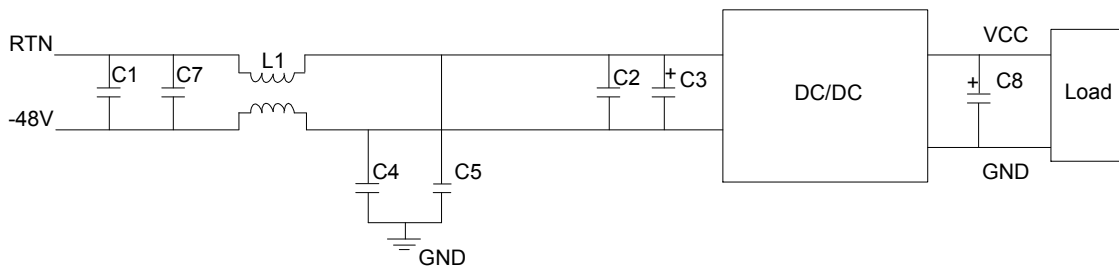 RTN
L1
C1
C7
C2
+
C3
DC/DC
VCC
+
C8
Load
-48V
C4
C5
GND
GND